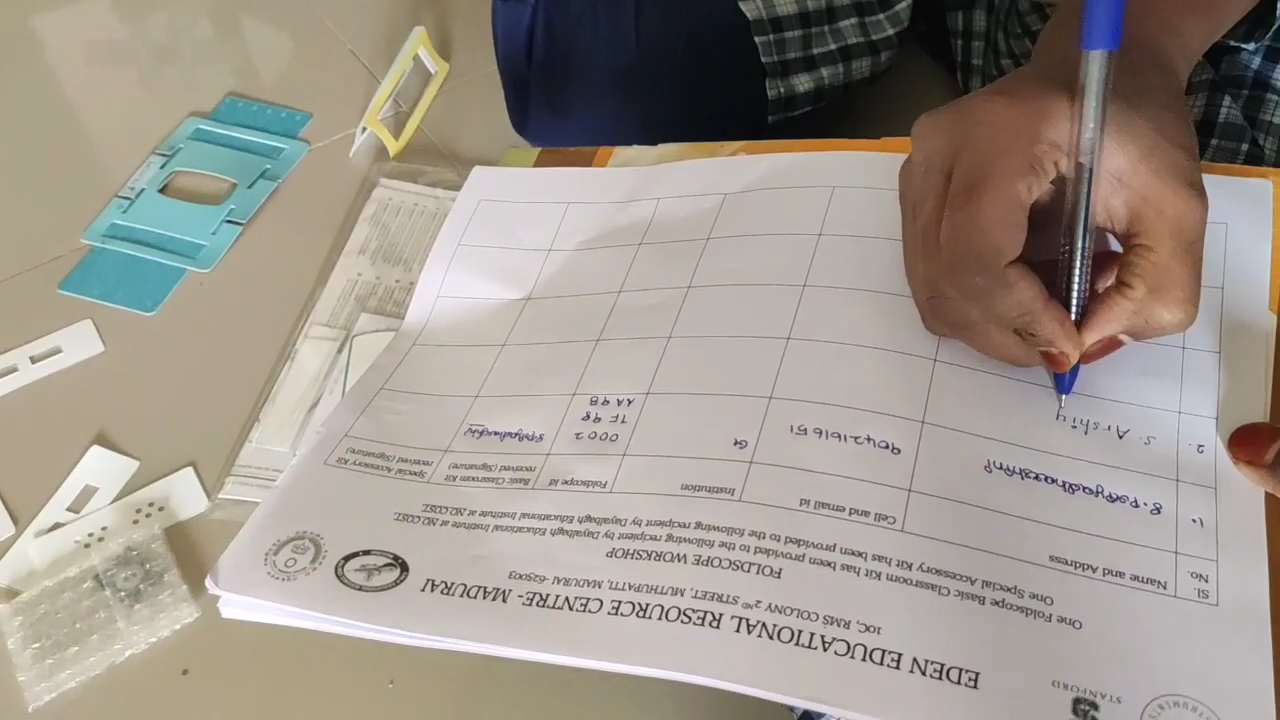 STANFORD
EDEN EDUCATIONAL RESOURCE CENTRE- MADURAI
10C, RMS COLONY 2ND STREET, MUTHUPATTI, MADURAI -625003
FOLDSCOPE WORKSHOP
One Foldscope Basic Classroom Kit has been provided to the following recipient by Dayalbagh Educational Institute at NO COST.
One Special Accessory Kit has been provided to the following recipient by Dayalbagh Educational Institute at NO COST.
Sl. No. Name and Address Cell and email id Institution Foldscope id Basic Classroom Kit received (Signature) Special Accessory Kit received (Signature)
1. 9042161651 0002
1F 98
AA 9B
2. S. Arshiy